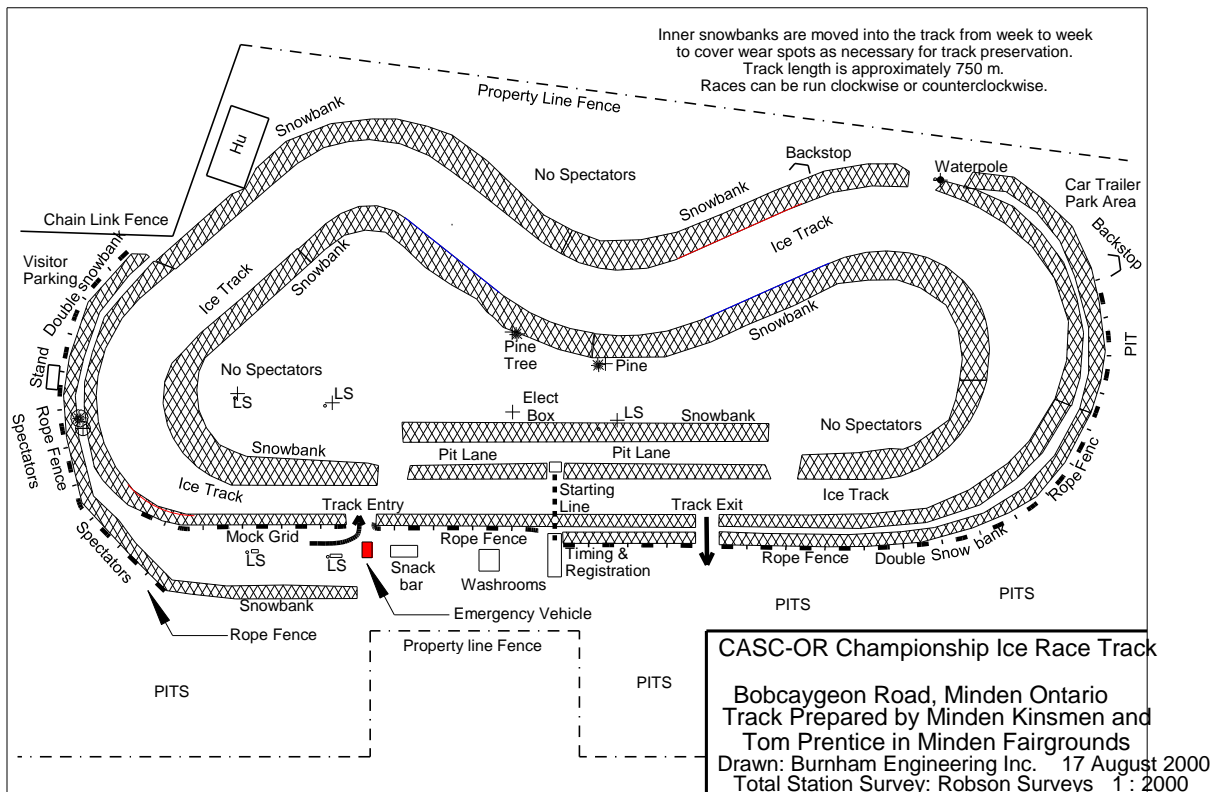 Inner snowbanks are moved into the track from week to week
to cover wear spots as necessary for track preservation.
Track length is approximately 750 m.
Races can be run clockwise or counterclockwise.
Property Line Fence
Snowbank
Hu
No Spectators
Backstop
Waterpole
Car Trailer
Park Area
Snowbank
Ice Track
Backstop
Chain Link Fence
Visitor
Parking
Double snowbank
Ice Track
Snowbank
Snowbank
PIT
Stand
Pine
Tree
Pine
No Spectators
LS
LS
Elect
Box
LS
Snowbank
No Spectators
Rope Fence
Spectators
Snowbank
Pit Lane
Pit Lane
Rope Fenc
Ice Track
Track Entry
Starting
Line
Track Exit
Ice Track
Mock Grid
Rope Fence
Timing &
Registration
Rope Fence
Double
Snow bank
Spectators
LS
LS
Snack
bar
Washrooms
Snowbank
Emergency Vehicle
Rope Fence
PITS
PITS
Property line Fence
PITS
PITS
CASC-OR Championship Ice Race Track
Bobcaygeon Road, Minden Ontario
Track Prepared by Minden Kinsmen and
Tom Prentice in Minden Fairgrounds
Drawn: Burnham Engineering Inc. 17 August 2000
Total Station Survey: Robson Surveys 1 : 2000